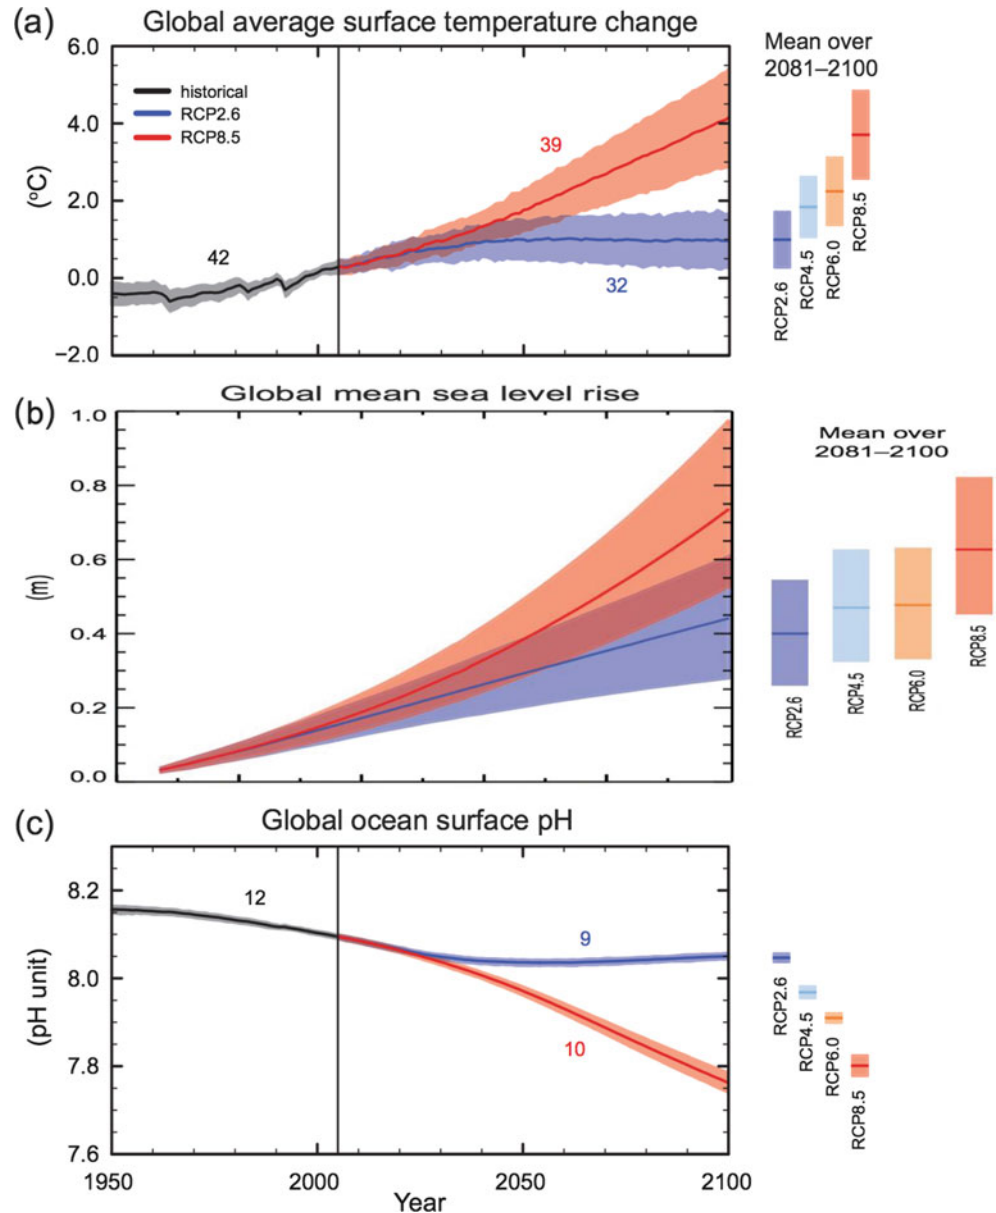 (a)
Global average surface temperature change
6.0
4.0
2.0
0.0
−2.0
(°C)
historical
RCP2.6
RCP8.5
42
39
32
Mean over
2081–2100
RCP2.6
RCP4.5
RCP6.0
RCP8.5
(b)
Global mean sea level rise
1.0
0.8
0.6
0.4
0.2
0.0
(m)
Mean over
2081–2100
RCP2.6
RCP4.5
RCP6.0
RCP8.5
(c)
Global ocean surface pH
8.2
8.0
7.8
7.6
(pH unit)
12
9
10
RCP2.6
RCP4.5
RCP6.0
RCP8.5
1950
2000
2050
2100
Year